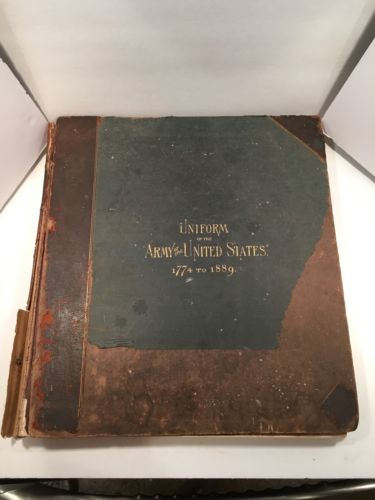 UNIFORM
OF THE
ARMY OF THE UNITED STATES.
1774 TO 1889.